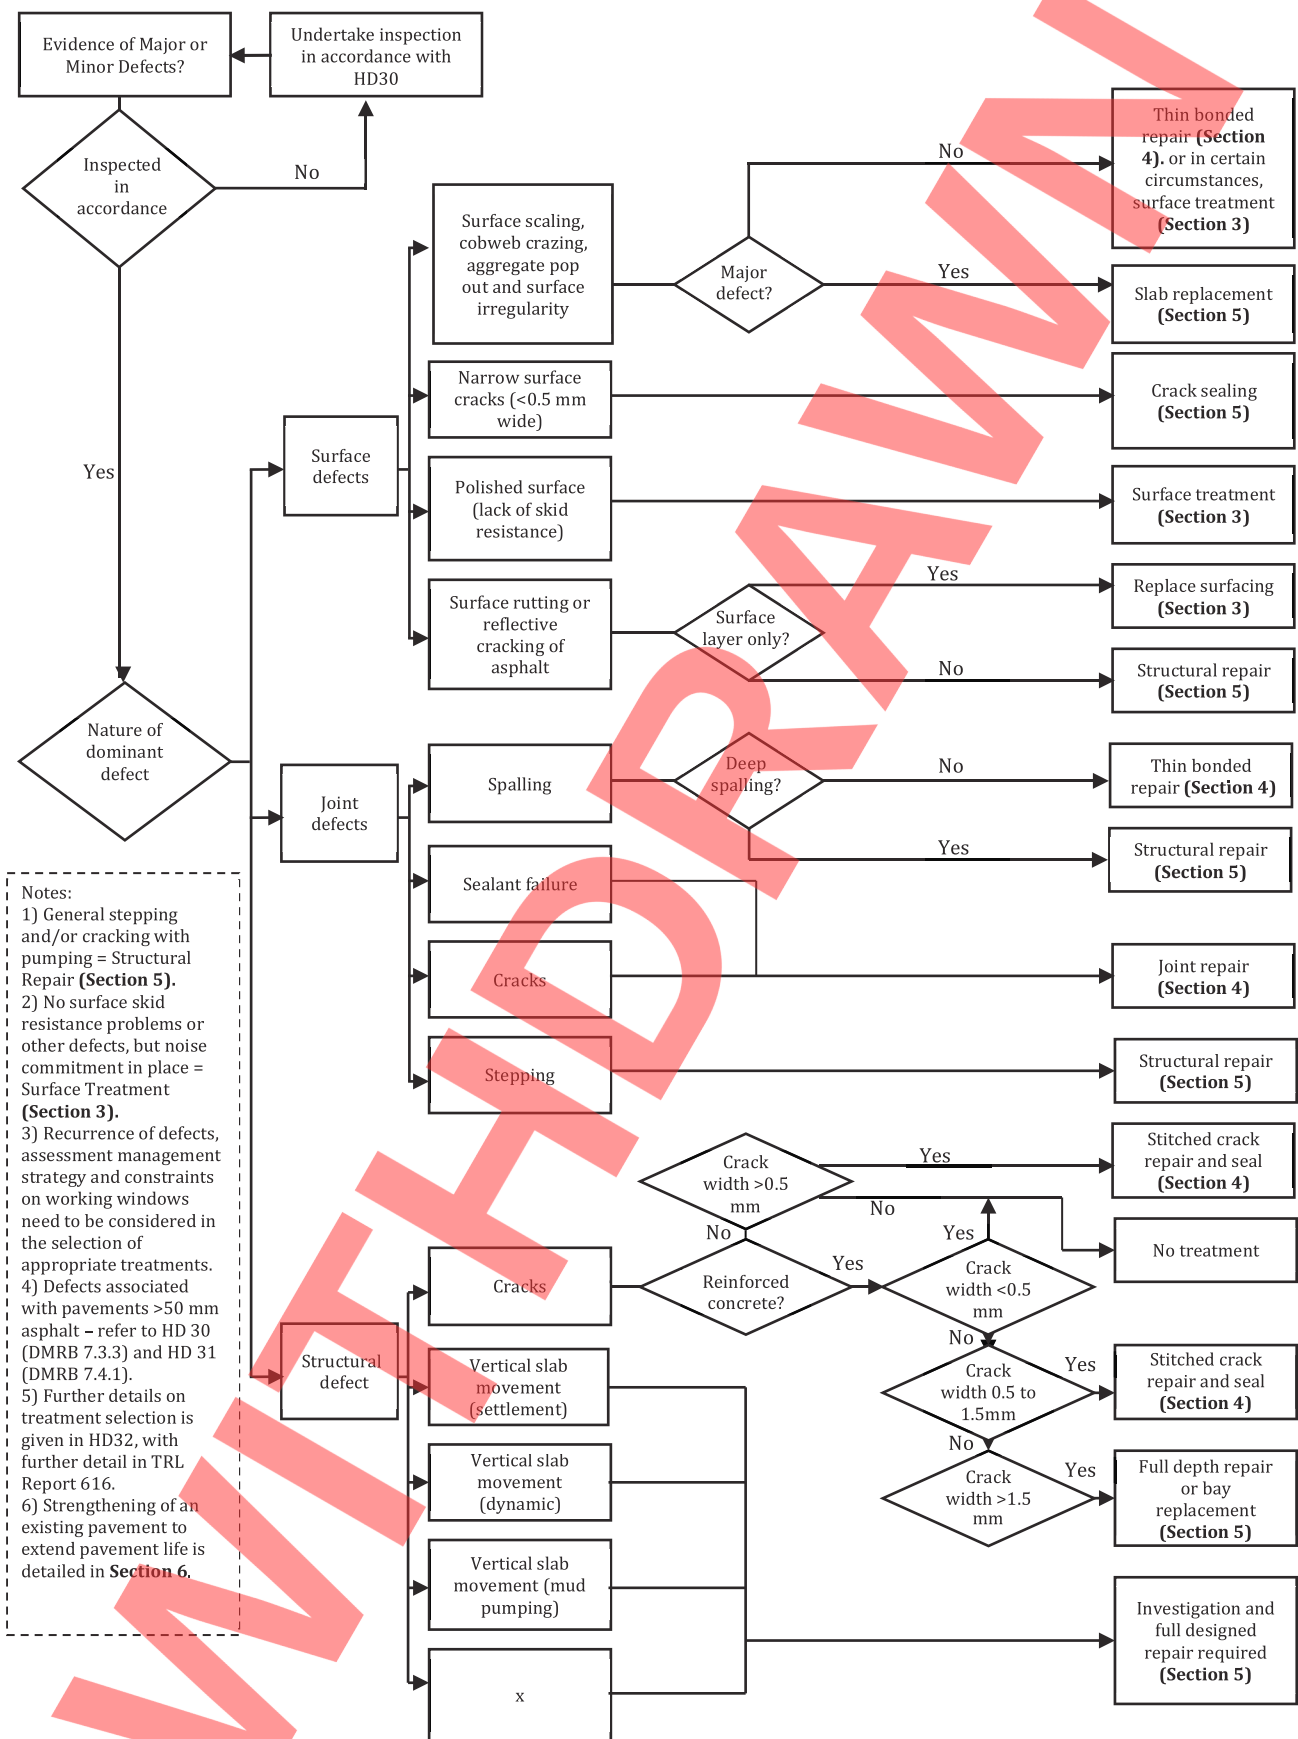 Evidence of Major or
Minor Defects?
Undertake inspection
in accordance with
HD30
Inspected
in
accordance
No
Yes
Nature of
dominant
defect
Surface
defects
Surface scaling,
cobweb crazing,
aggregate pop
out and surface
irregularity
Major
defect?
No
Thin bonded
repair (Section
4). or in certain
circumstances,
surface treatment
(Section 3)
Yes
Slab replacement
(Section 5)
Narrow surface
cracks (<0.5 mm
wide)
Crack sealing
(Section 5)
Polished surface
(lack of skid
resistance)
Surface treatment
(Section 3)
Surface rutting or
reflective
cracking of
asphalt
Surface
layer only?
Yes
Replace surfacing
(Section 3)
No
Structural repair
(Section 5)
Joint
defects
Spalling
Deep
spalling?
No
Thin bonded
repair (Section 4)
Yes
Structural repair
(Section 5)
Sealant failure
Cracks
Joint repair
(Section 4)
Stepping
Structural repair
(Section 5)
Structural
defect
Cracks
Reinforced
concrete?
No
Crack
width >0.5
mm
Yes
Stitched crack
repair and seal
(Section 4)
No
No treatment
Yes
Crack
width <0.5
mm
Yes
No
Crack
width 0.5 to
1.5mm
Yes
Stitched crack
repair and seal
(Section 4)
No
Crack
width >1.5
mm
Yes
Full depth repair
or bay
replacement
(Section 5)
Vertical slab
movement
(settlement)
Vertical slab
movement
(dynamic)
Vertical slab
movement (mud
pumping)
x
Investigation and
full designed
repair required
(Section 5)
Notes:
1) General stepping
and/or cracking with
pumping = Structural
Repair (Section 5).
2) No surface skid
resistance problems or
other defects, but noise
commitment in place =
Surface Treatment
(Section 3).
3) Recurrence of defects,
assessment management
strategy and constraints
on working windows
need to be considered in
the selection of
appropriate treatments.
4) Defects associated
with pavements >50 mm
asphalt – refer to HD 30
(DMRB 7.3.3) and HD 31
(DMRB 7.4.1).
5) Further details on
treatment selection is
given in HD32, with
further detail in TRL
Report 616.
6) Strengthening of an
existing pavement to
extend pavement life is
detailed in Section 6.
WITHDRAWN